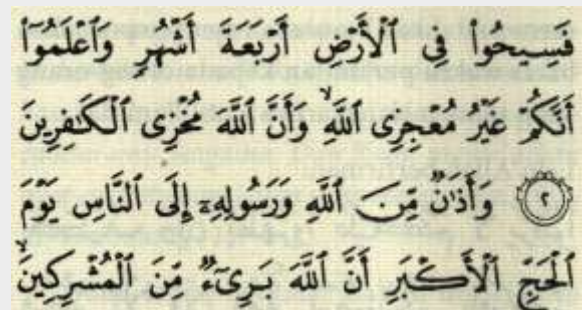 فَسِيحُوا۟ فِى ٱلْأَرْضِ أَرْبَعَةَ أَشْهُرٍ وَٱعْلَمُوٓا۟
أَنَّكُمْ غَيْرُ مُعْجِزِى ٱللَّهِ ۙ وَأَنَّ ٱللَّهَ مُخْزِى ٱلْكَـٰفِرِينَ
٢ وَأَذَٰنٌ مِّنَ ٱللَّهِ وَرَسُولِهِۦٓ إِلَى ٱلنَّاسِ يَوْمَ
ٱلْحَجِّ ٱلْأَكْبَرِ أَنَّ ٱللَّهَ بَرِىٓءٌ مِّنَ ٱلْمُشْرِكِينَ ۙ